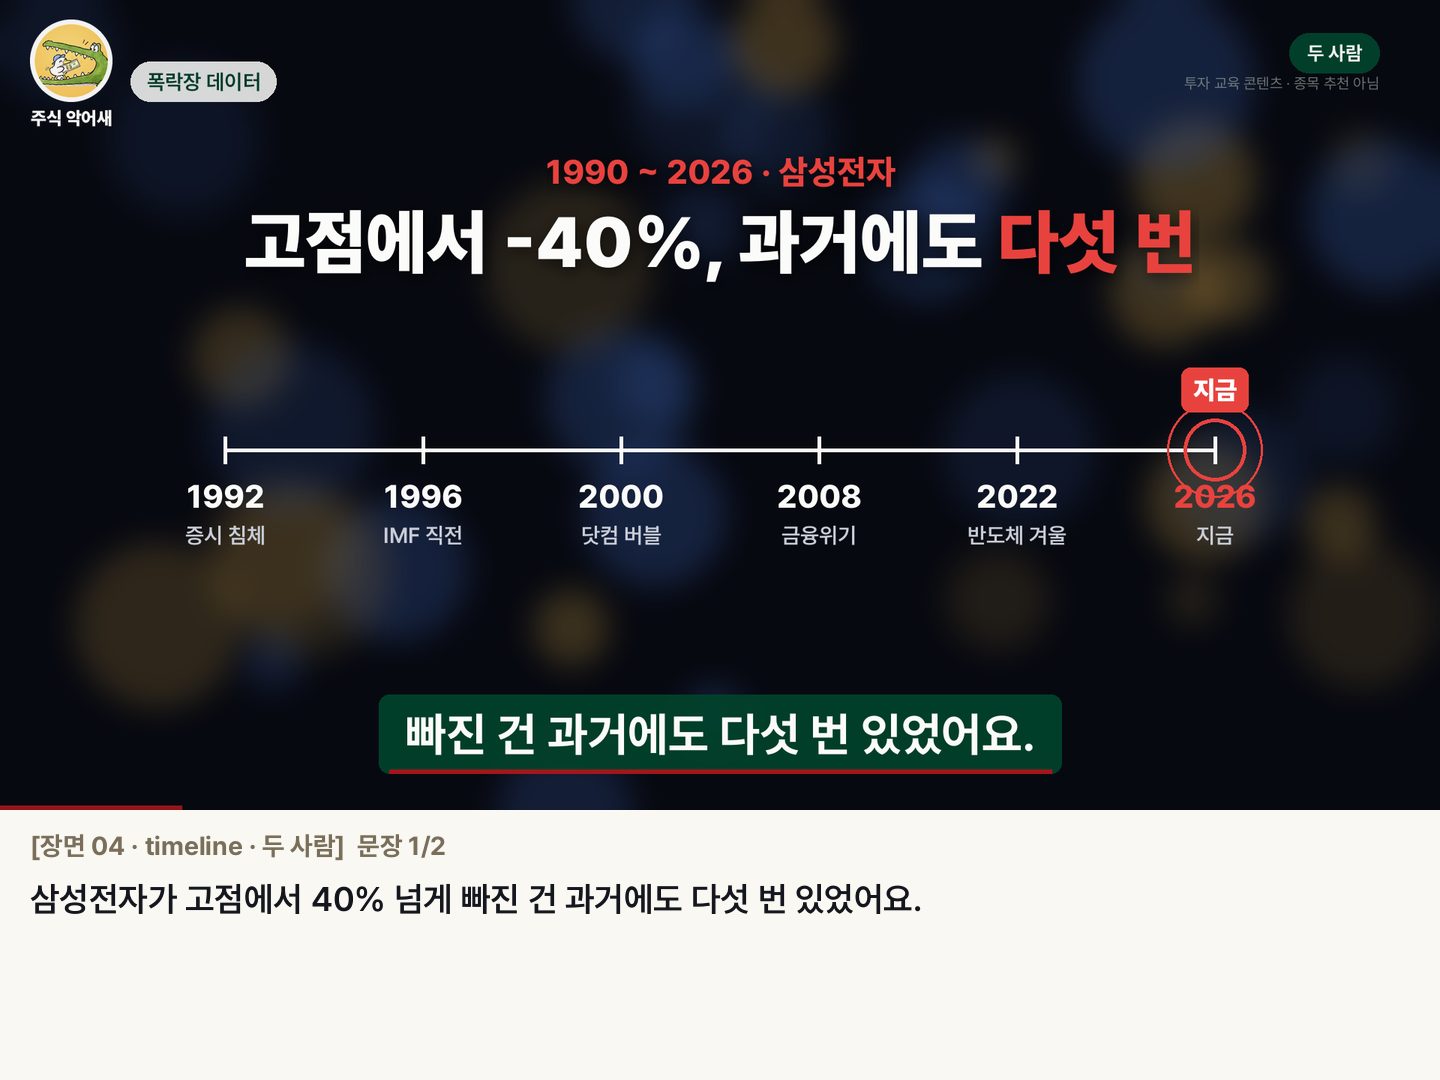 주식 악어새
폭락장 데이터
두 사람
투자 교육 콘텐츠 · 종목 추천 아님
1990 ~ 2026 · 삼성전자
고점에서 -40%, 과거에도 다섯 번
지금
1992 1996 2000 2008 2022 2026
증시 침체 IMF 직전 닷컴 버블 금융위기 반도체 겨울 지금
빠진 건 과거에도 다섯 번 있었어요.
[장면 04 · timeline · 두 사람] 문장 1/2
삼성전자가 고점에서 40% 넘게 빠진 건 과거에도 다섯 번 있었어요.